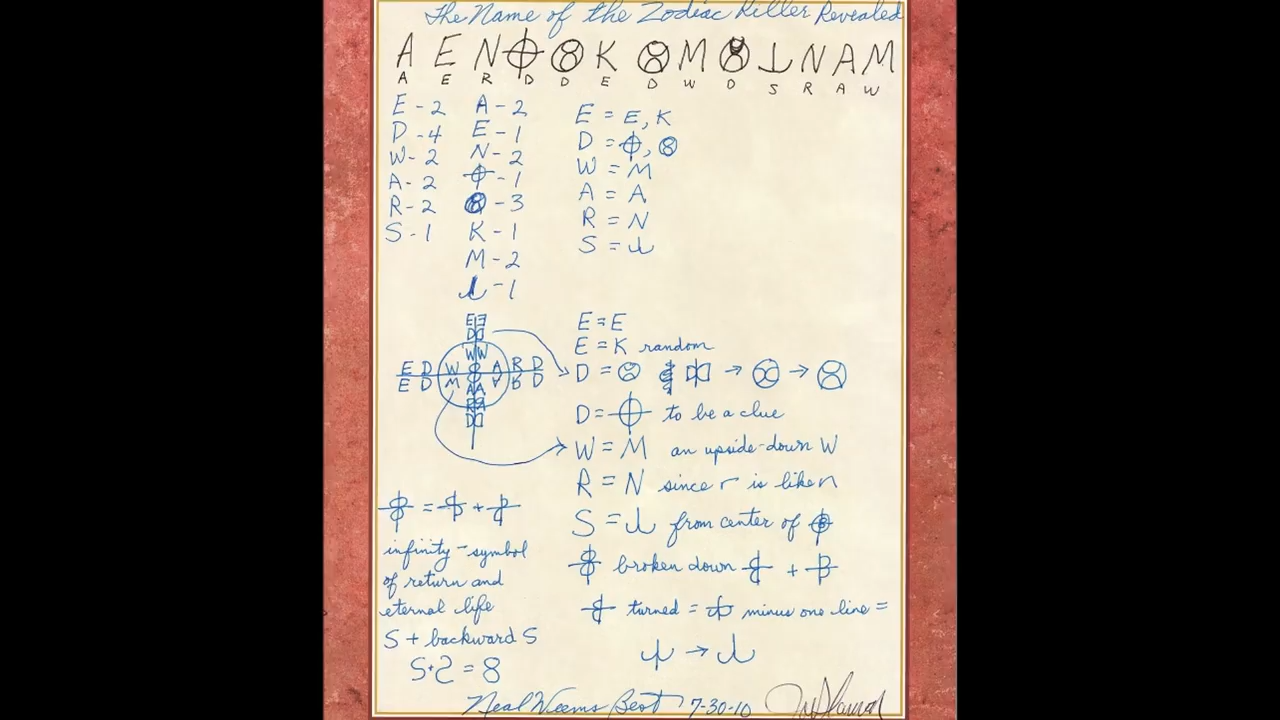 The Name of the Zodiac Killer Revealed
A E N ⌖ ⊗ K ⊗ M ⊗ ⊥ N A M
A E R D D E D W D S R A W
E - 2
D - 4
W - 2
A - 2
R - 2
S - 1
A - 2
E - 1
N - 2
⌖ - 1
⊗ - 3
K - 1
M - 2
- 1
E = E, K
D = ⌖, ⊗
W = M
A = A
R = N
S =
E = E
E = K random
D =
D = ⌖ to be a clue
W = M an upside-down W
R = N since r is like n
S = from center of
broken down +
turned = minus one line =
→
E D W A R D
= +
infinity - symbol
of return and
eternal life
S + backward S
S + 2 = 8
Neal Weems Best 7-30-10